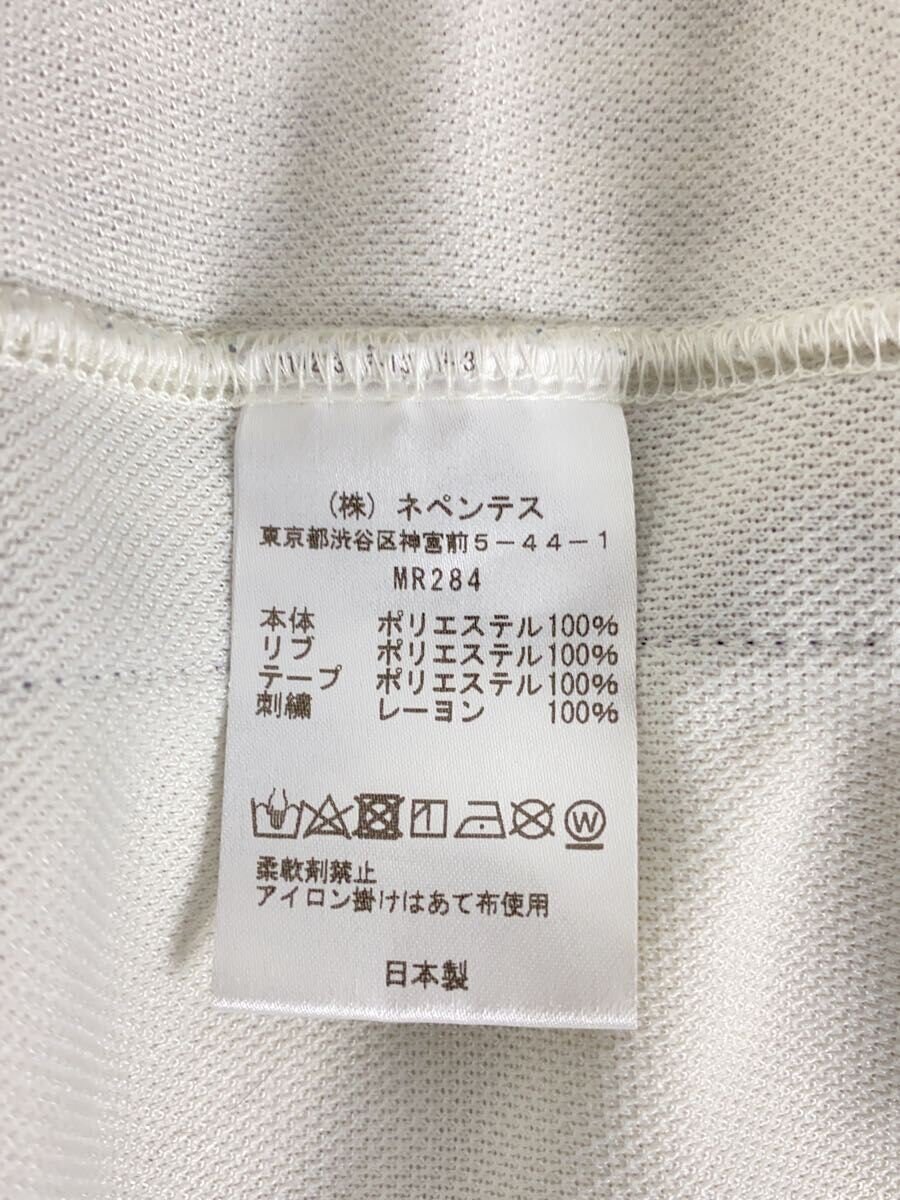 (株) ネペンテス
東京都渋谷区神宮前5-44-1
MR284
本体 ポリエステル100%
リブ ポリエステル100%
テープ ポリエステル100%
刺繍 レーヨン 100%
W
柔軟剤禁止
アイロン掛けはあて布使用
日本製